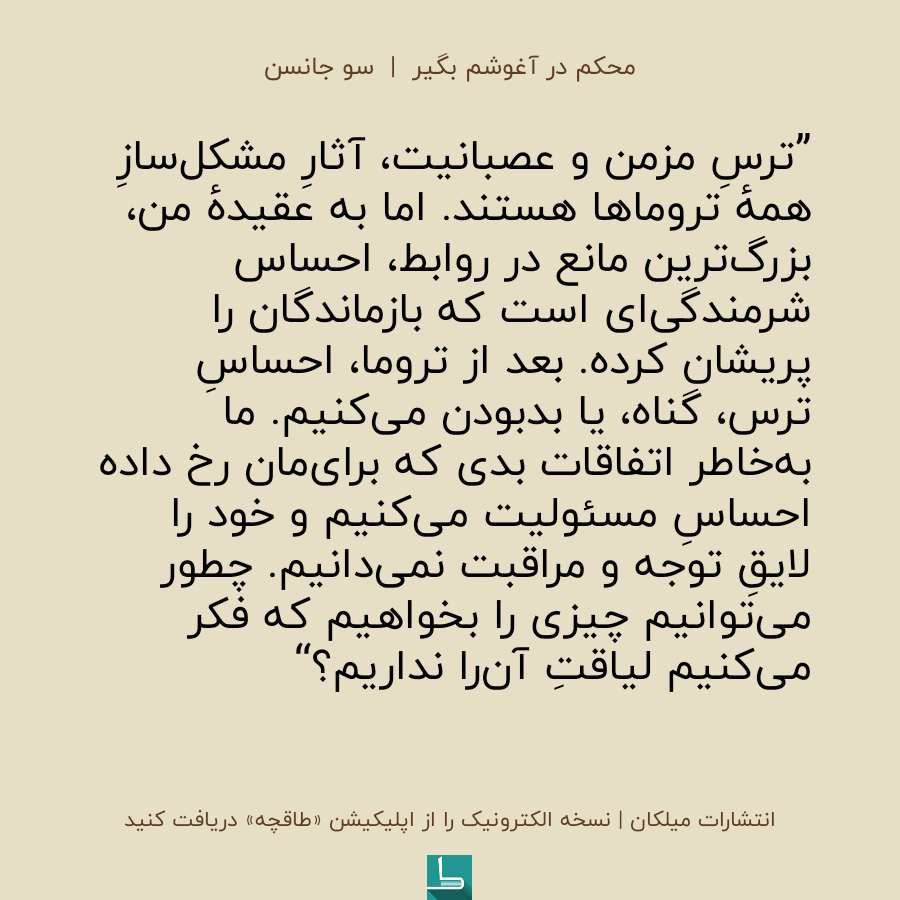 محکم در آغوشم بگیر | سو جانسن
”ترسِ مزمن و عصبانیت، آثارِ مشکل‌سازِ
همهٔ تروماها هستند. اما به عقیدهٔ من،
بزرگ‌ترین مانع در روابط، احساس
شرمندگی‌ای است که بازماندگان را
پریشان کرده. بعد از تروما، احساسِ
ترس، گناه، یا بدبودن می‌کنیم. ما
به‌خاطر اتفاقات بدی که برای‌مان رخ داده
احساسِ مسئولیت می‌کنیم و خود را
لایقِ توجه و مراقبت نمی‌دانیم. چطور
می‌توانیم چیزی را بخواهیم که فکر
می‌کنیم لیاقتِ آن‌را نداریم؟“
انتشارات میلکان | نسخه الکترونیک را از اپلیکیشن «طاقچه» دریافت کنید